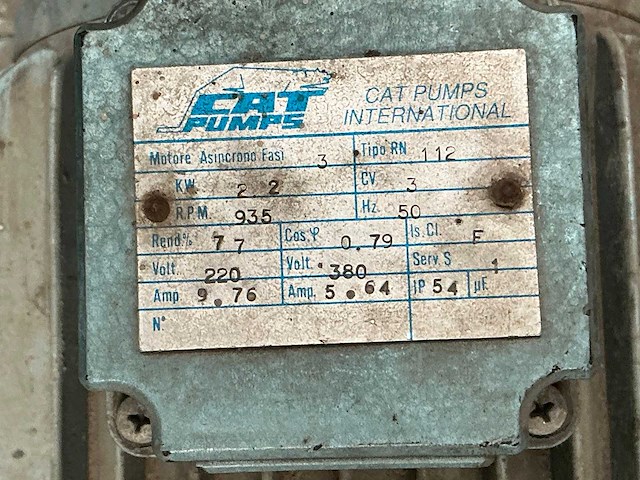 CAT
PUMPS
CAT PUMPS
INTERNATIONAL
Motore Asincrono Fasi 3 Tipo RN 112
KW. 2 2 CV. 3
R.P.M. 935 Hz. 50
Rend.% 77 Cos.φ 0.79 Is.Cl. F
Volt. 220 Volt. 380 Serv.S 1
Amp 9.76 Amp. 5.64 IP 54 µF.
N°